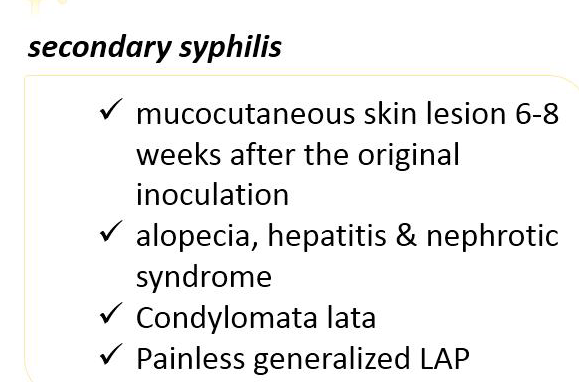 secondary syphilis
✓ mucocutaneous skin lesion 6-8
weeks after the original
inoculation
✓ alopecia, hepatitis & nephrotic
syndrome
✓ Condylomata lata
✓ Painless generalized LAP